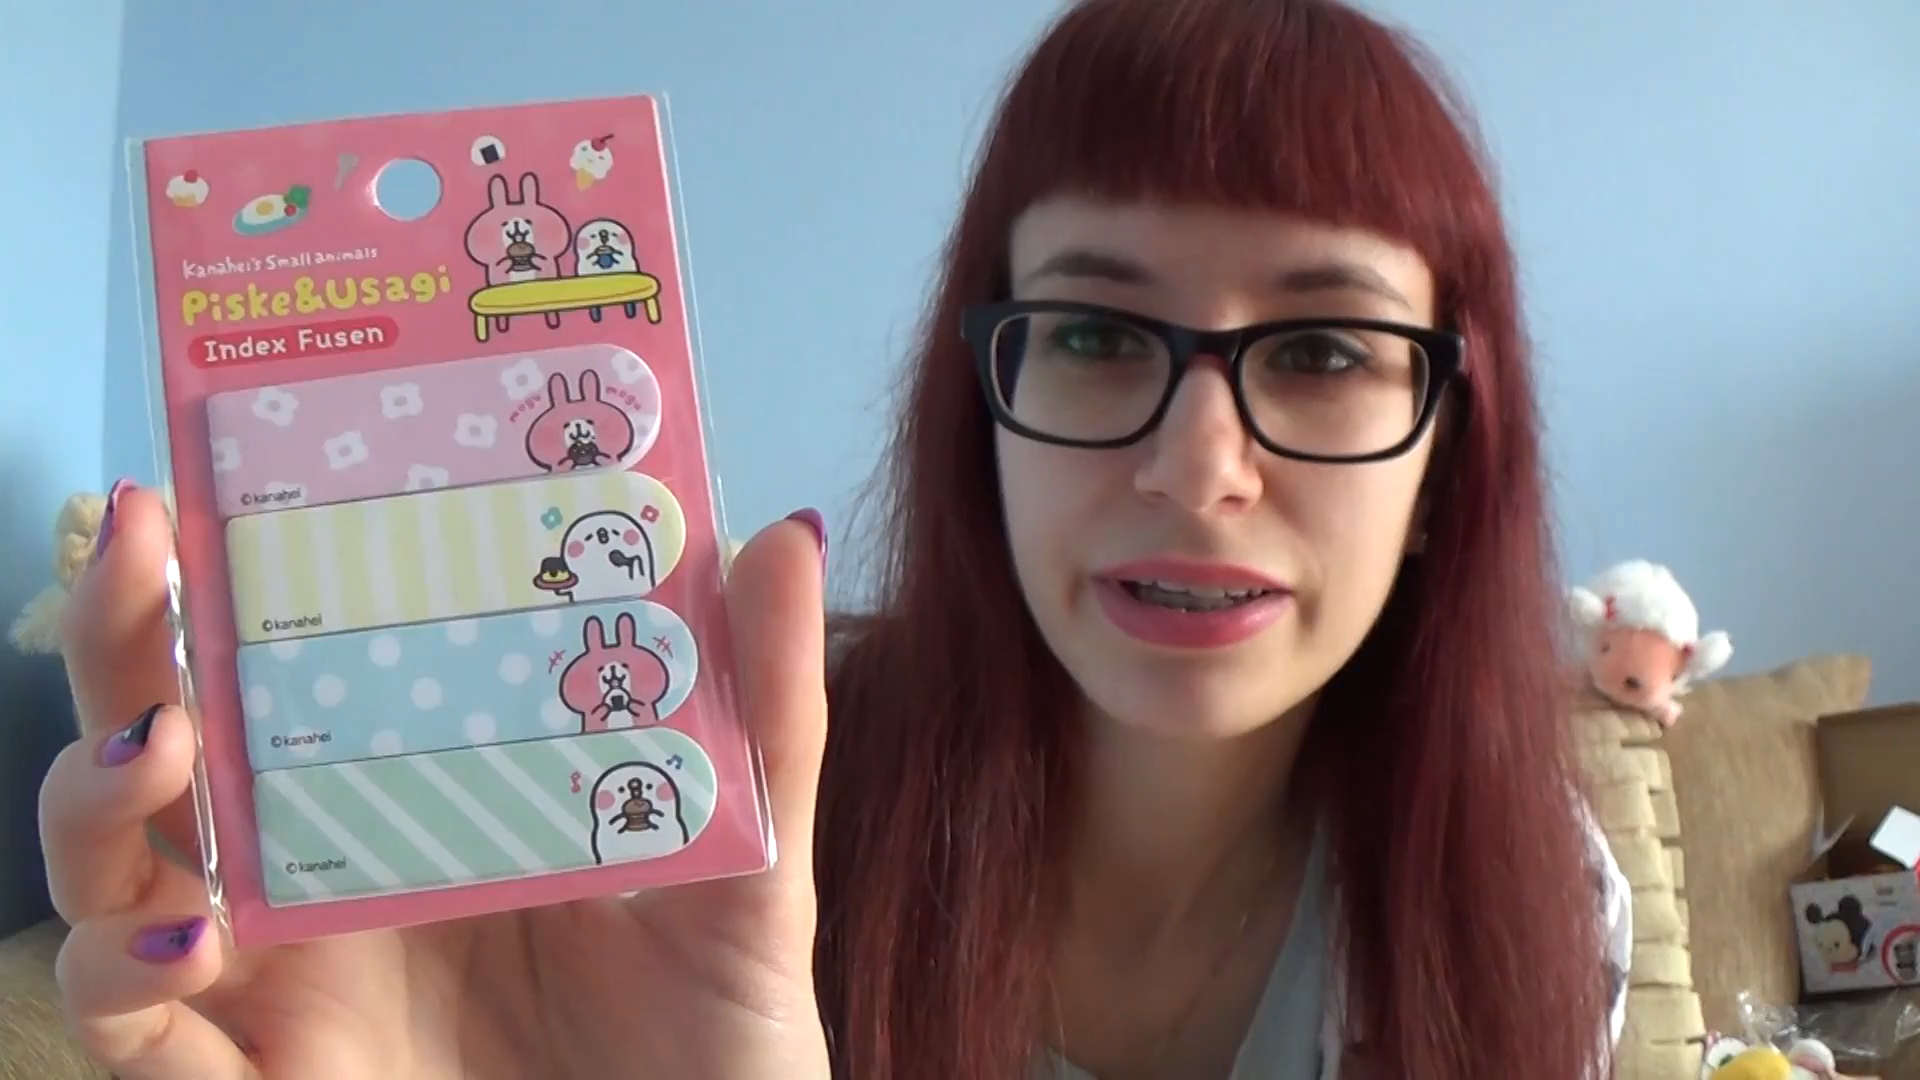 Kanahei's Small animals
Piske&Usagi
Index Fusen
mogu mogu
©kanahei
©kanahei
©kanahei
©kanahei